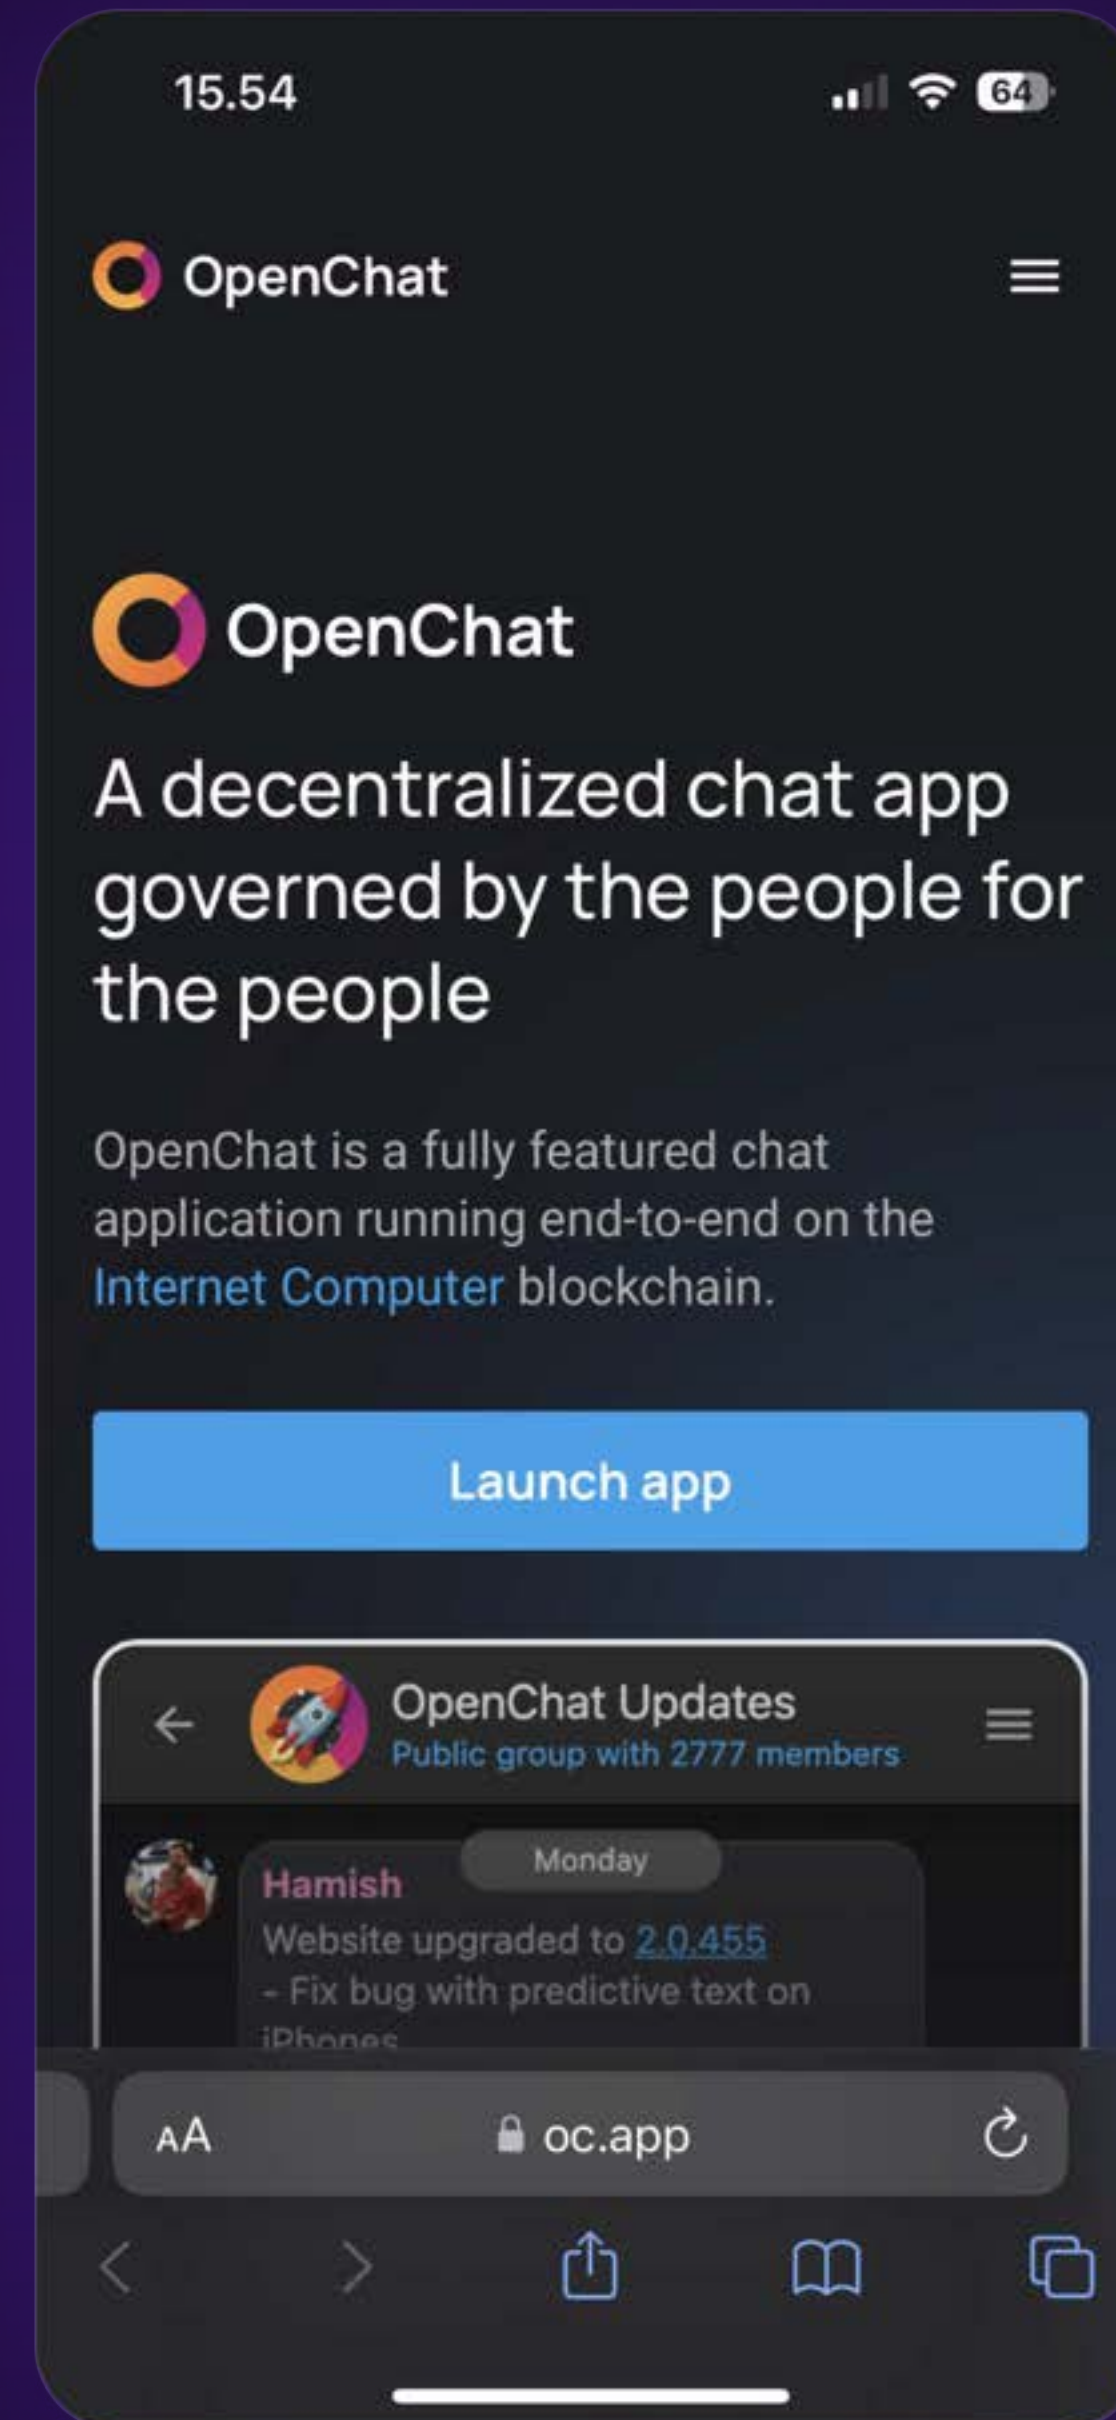 15.54
64
OpenChat
OpenChat
A decentralized chat app
governed by the people for
the people
OpenChat is a fully featured chat
application running end-to-end on the
Internet Computer blockchain.
Launch app
OpenChat Updates
Public group with 2777 members
Monday
Hamish
Website upgraded to 2.0.455
- Fix bug with predictive text on
iPhones
AA
oc.app